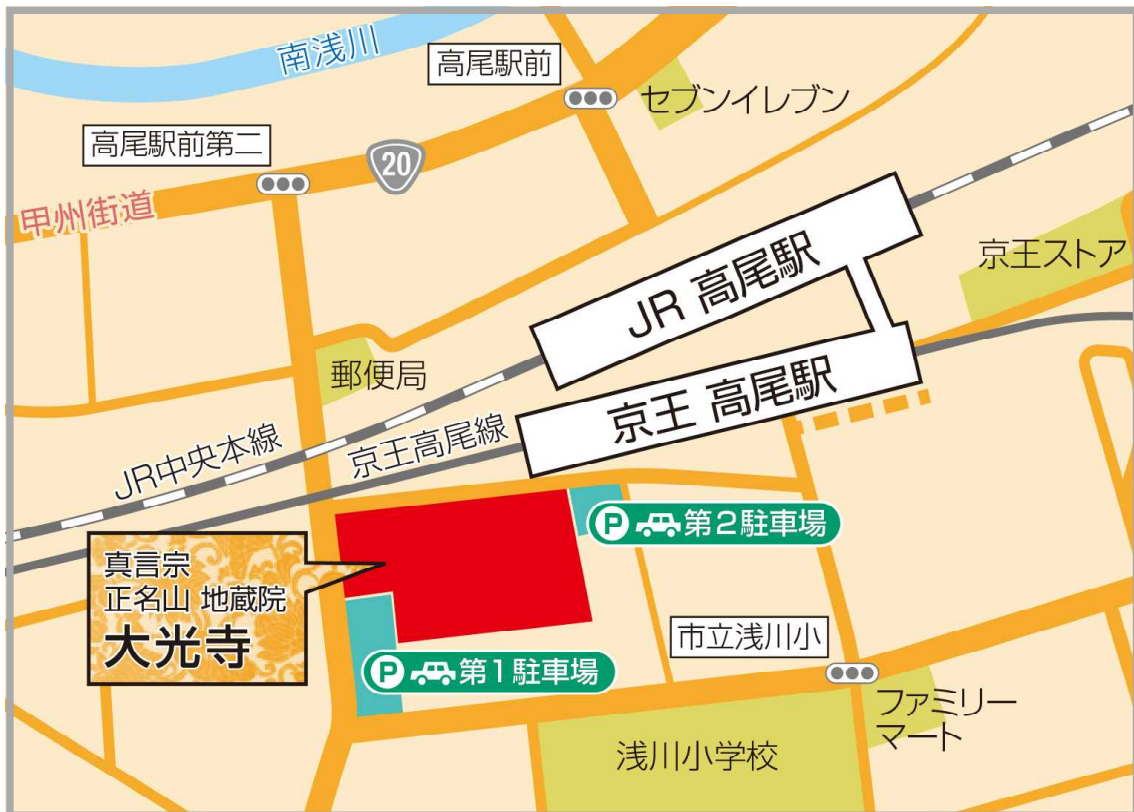 南浅川
高尾駅前
セブンイレブン
高尾駅前第二
20
甲州街道
JR 高尾駅
京王ストア
郵便局
京王 高尾駅
JR中央本線
京王高尾線
P 第2駐車場
真言宗
正名山 地蔵院
大光寺
市立浅川小
P 第1駐車場
ファミリー
マート
浅川小学校